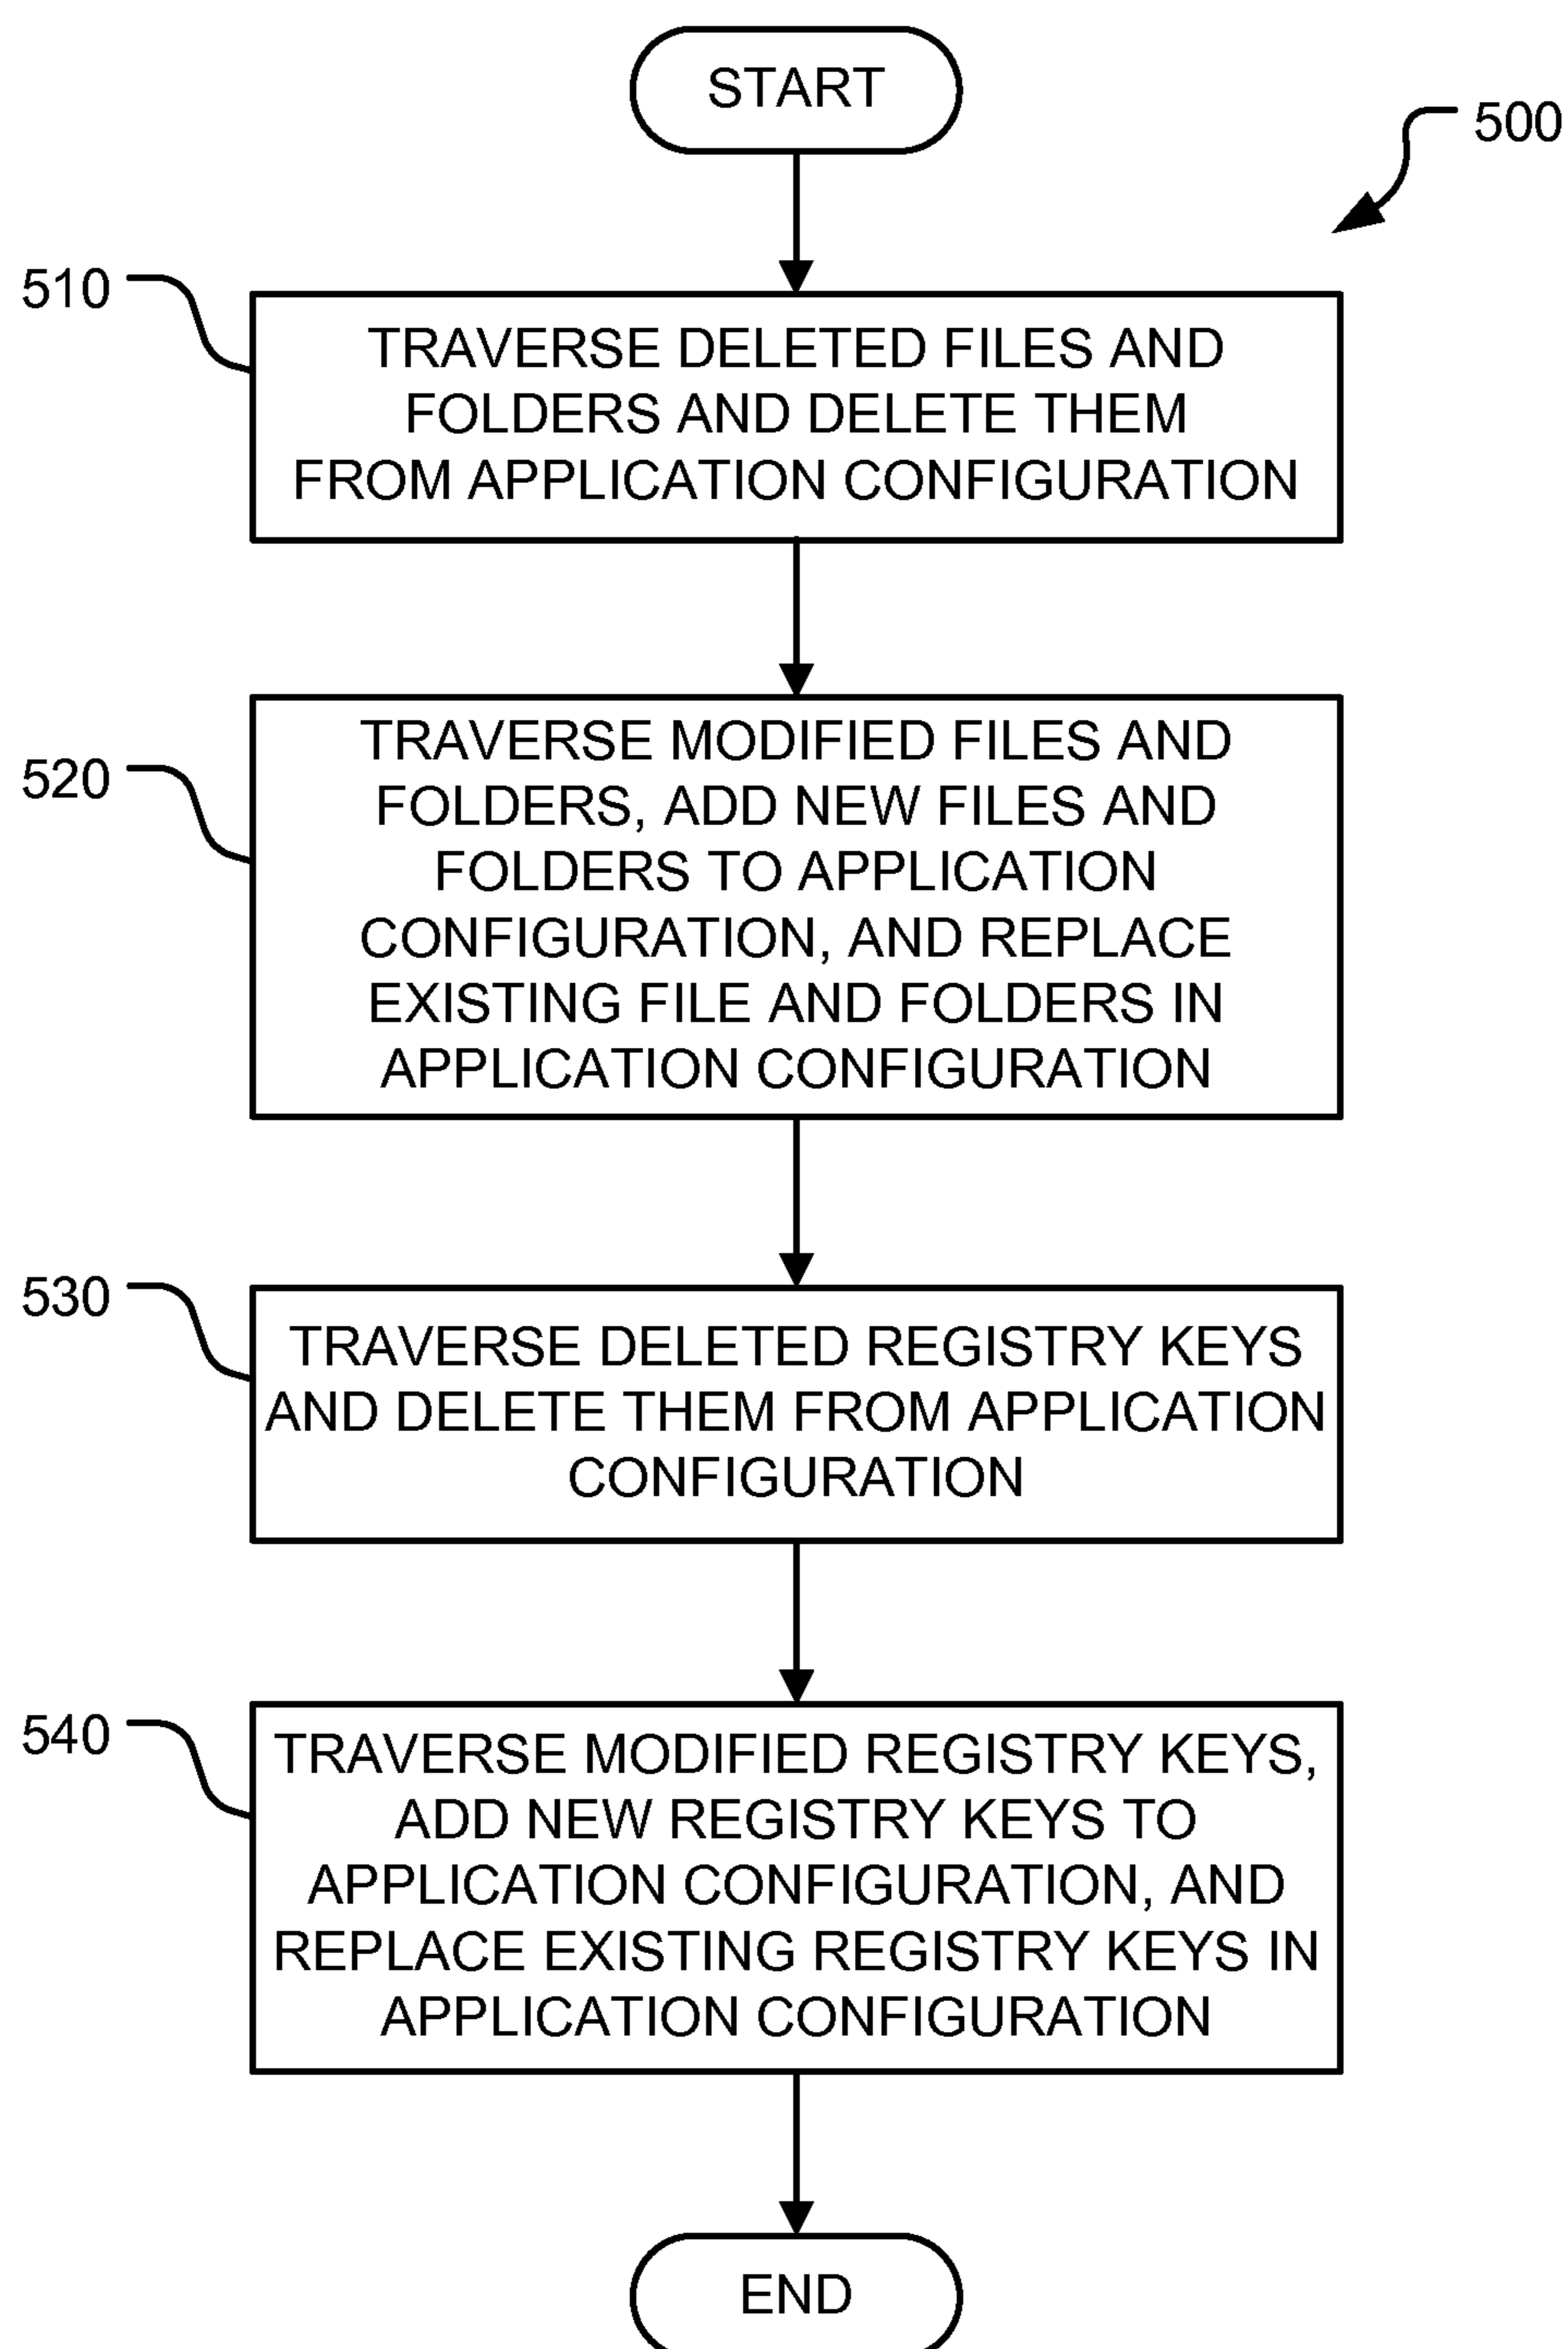 START
500
510
TRAVERSE DELETED FILES AND
FOLDERS AND DELETE THEM
FROM APPLICATION CONFIGURATION
520
TRAVERSE MODIFIED FILES AND
FOLDERS, ADD NEW FILES AND
FOLDERS TO APPLICATION
CONFIGURATION, AND REPLACE
EXISTING FILE AND FOLDERS IN
APPLICATION CONFIGURATION
530
TRAVERSE DELETED REGISTRY KEYS
AND DELETE THEM FROM APPLICATION
CONFIGURATION
540
TRAVERSE MODIFIED REGISTRY KEYS,
ADD NEW REGISTRY KEYS TO
APPLICATION CONFIGURATION, AND
REPLACE EXISTING REGISTRY KEYS IN
APPLICATION CONFIGURATION
END